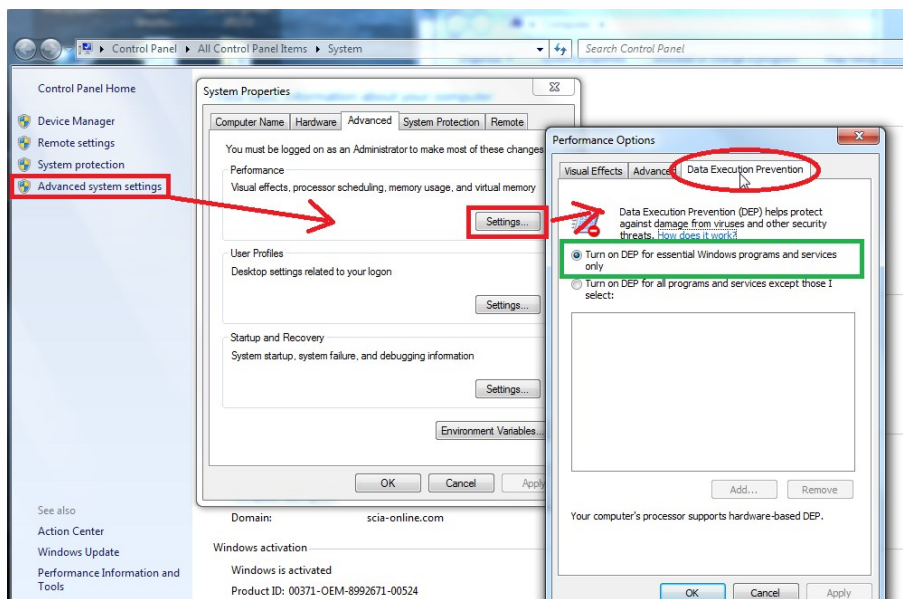 Control Panel ▸ All Control Panel Items ▸ System
Search Control Panel
Control Panel Home
Device Manager
Remote settings
System protection
Advanced system settings
See also
Action Center
Windows Update
Performance Information and
Tools
System Properties
Computer Name
Hardware
Advanced
System Protection
Remote
You must be logged on as an Administrator to make most of these changes
Performance
Visual effects, processor scheduling, memory usage, and virtual memory
Settings...
User Profiles
Desktop settings related to your logon
Settings...
Startup and Recovery
System startup, system failure, and debugging information
Settings...
Environment Variables...
OK
Cancel
Apply
Domain:
scia-online.com
Windows activation
Windows is activated
Product ID: 00371-OEM-8992671-00524
Performance Options
Visual Effects
Advanced
Data Execution Prevention
Data Execution Prevention (DEP) helps protect
against damage from viruses and other security
threats. How does it work?
Turn on DEP for essential Windows programs and services
only
Turn on DEP for all programs and services except those I
select:
Add...
Remove
Your computer's processor supports hardware-based DEP.
OK
Cancel
Apply